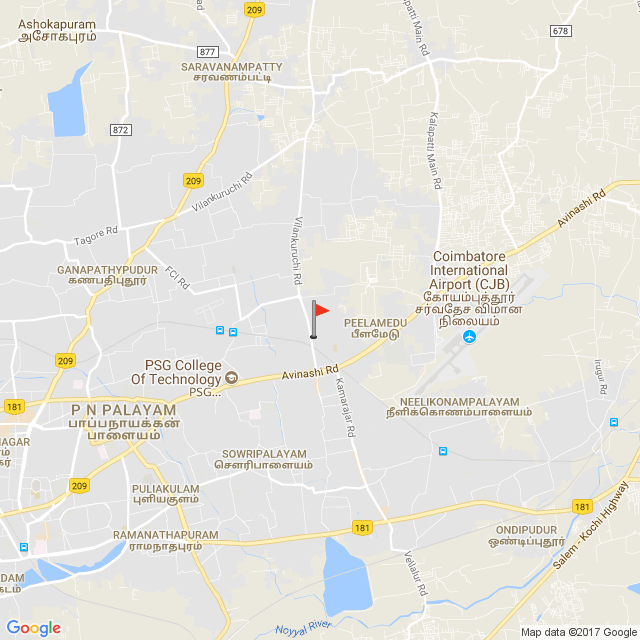 Ashokapuram
அசோகபுரம்
209
Kalapatti Main Rd
678
877
SARAVANAMPATTY
சரவணம்பட்டி
872
Kalapatti Main Rd
209
Vilankuruchi Rd
Avinashi Rd
Tagore Rd
Vilankuruchi Rd
Coimbatore
International
Airport (CJB)
கோயம்புத்தூர்
சர்வதேச விமான
நிலையம்
GANAPATHYPUDUR
கணபதிபுதூர்
FCI Rd
PEELAMEDU
பீளமேடு
209
PSG College
Of Technology
PSG...
Avinashi Rd
Irugur Rd
Kamarajar Rd
NEELIKONAMPALAYAM
நீளிக்கொணம்பாளையம்
181
P N PALAYAM
பாப்பநாயக்கன்
பாளையம்
NAGAR
SOWRIPALAYAM
சௌரிபாளையம்
209
PULIAKULAM
புளியகுளம்
181
181
RAMANATHAPURAM
ராமநாதபுரம்
ONDIPUDUR
ஒண்டிபுதூர்
Salem - Kochi Highway
Vellalur Rd
DAM
கடம்
Noyyal River
Google
Map data ©2017 Google